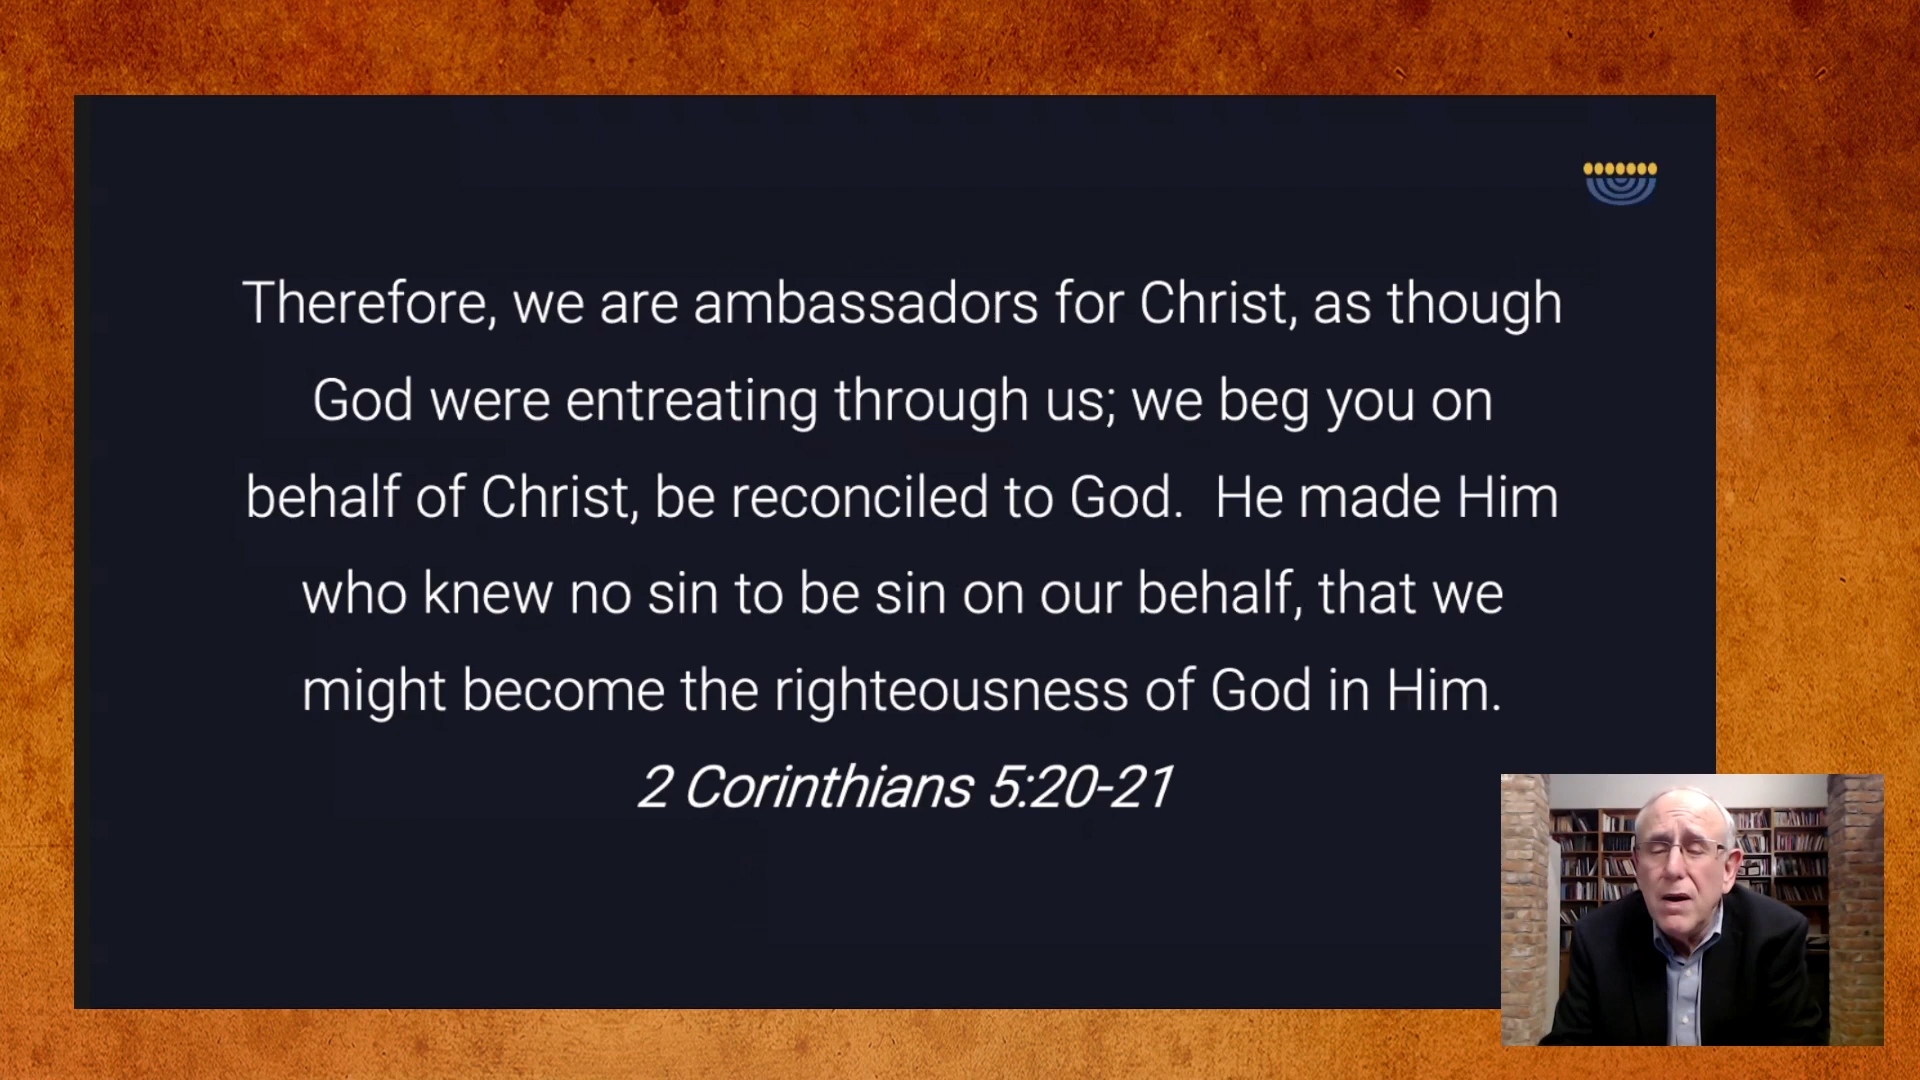 Therefore, we are ambassadors for Christ, as though
God were entreating through us; we beg you on
behalf of Christ, be reconciled to God.  He made Him
who knew no sin to be sin on our behalf, that we
might become the righteousness of God in Him.
2 Corinthians 5:20-21